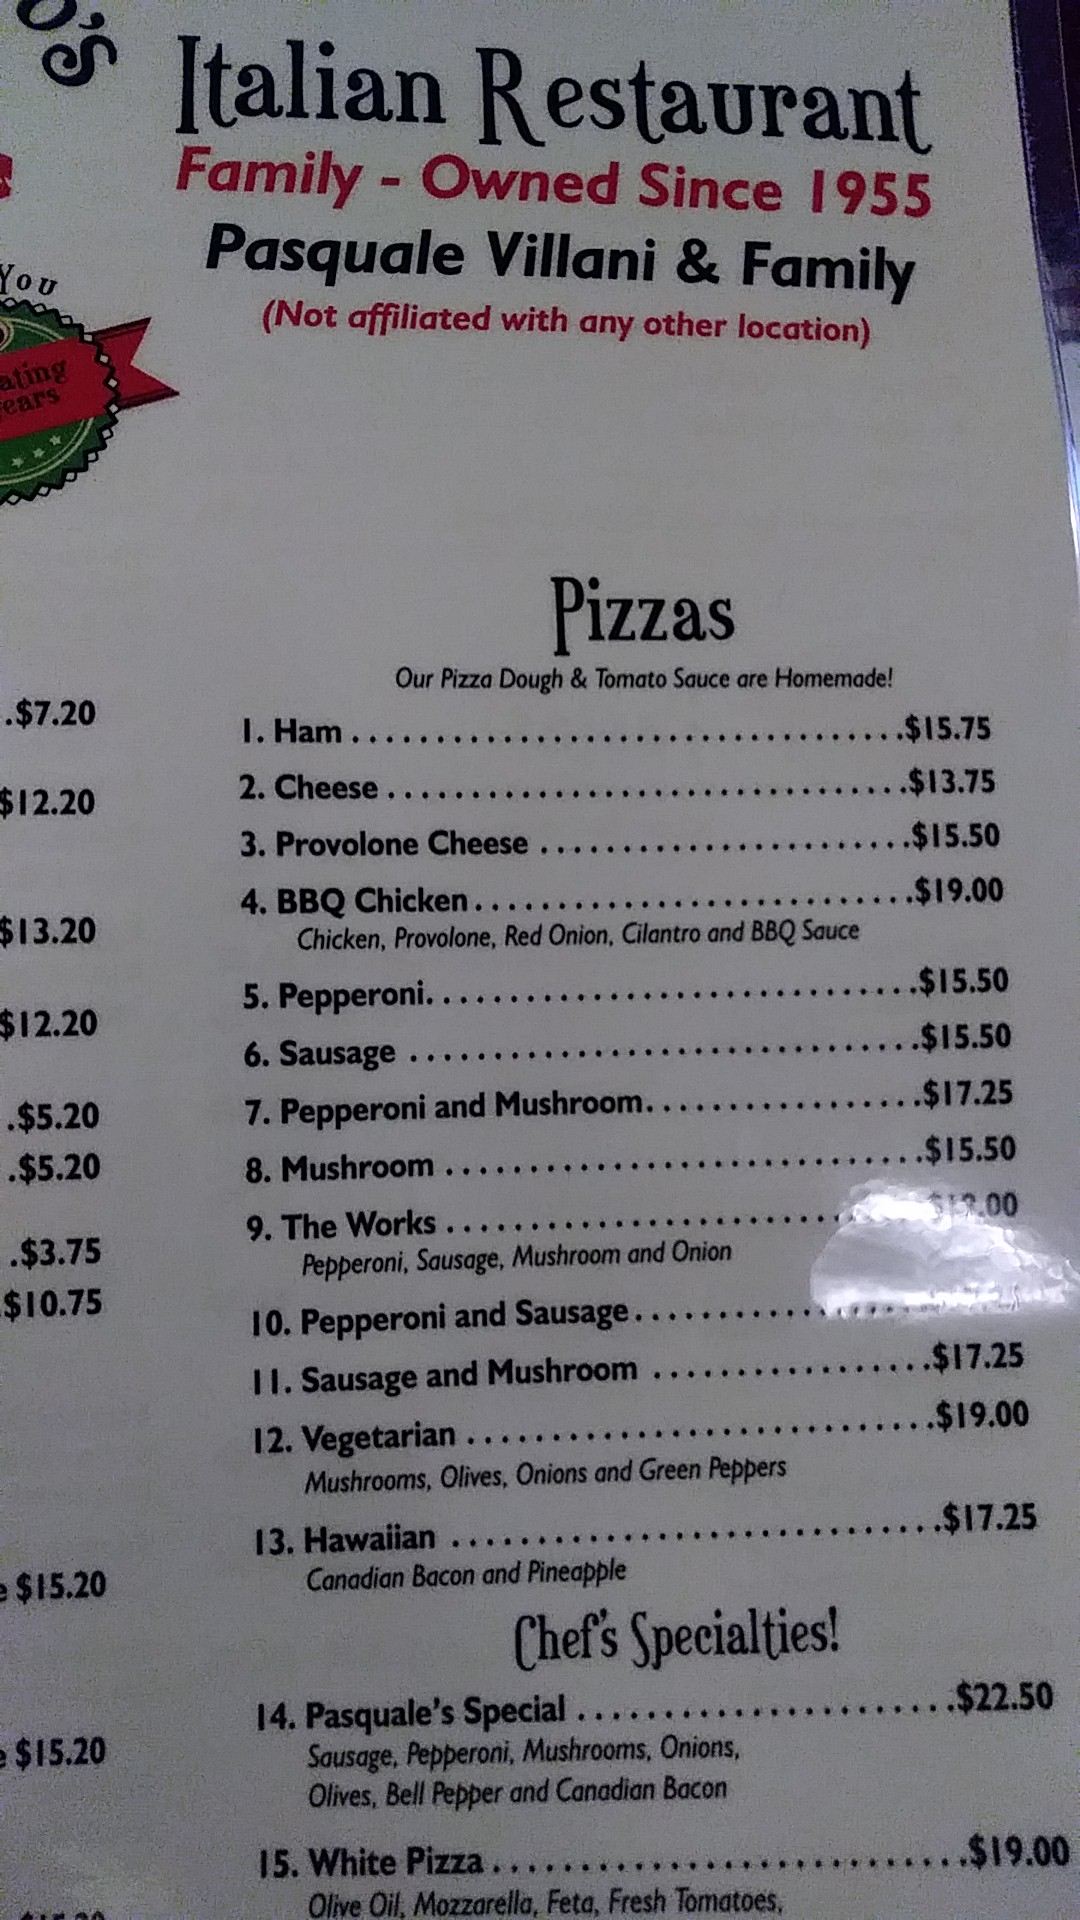 o's
Italian Restaurant
Family - Owned Since 1955
Pasquale Villani & Family
(Not affiliated with any other location)
You
ating
ears
Pizzas
Our Pizza Dough & Tomato Sauce are Homemade!
1. Ham ..................................$15.75
2. Cheese ................................$13.75
3. Provolone Cheese .......................$15.50
4. BBQ Chicken...........................$19.00
Chicken, Provolone, Red Onion, Cilantro and BBQ Sauce
5. Pepperoni..............................$15.50
6. Sausage ...............................$15.50
7. Pepperoni and Mushroom.................$17.25
8. Mushroom .............................$15.50
9. The Works ........................
Pepperoni, Sausage, Mushroom and Onion
10. Pepperoni and Sausage..................
11. Sausage and Mushroom .................$17.25
12. Vegetarian ............................$19.00
Mushrooms, Olives, Onions and Green Peppers
13. Hawaiian ..............................$17.25
Canadian Bacon and Pineapple
Chef's Specialties!
14. Pasquale's Special .......................$22.50
Sausage, Pepperoni, Mushrooms, Onions,
Olives, Bell Pepper and Canadian Bacon
15. White Pizza .............................$19.00
Olive Oil, Mozzarella, Feta, Fresh Tomatoes,
.$7.20
$12.20
$13.20
$12.20
.$5.20
.$5.20
.$3.75
$10.75
e $15.20
e $15.20